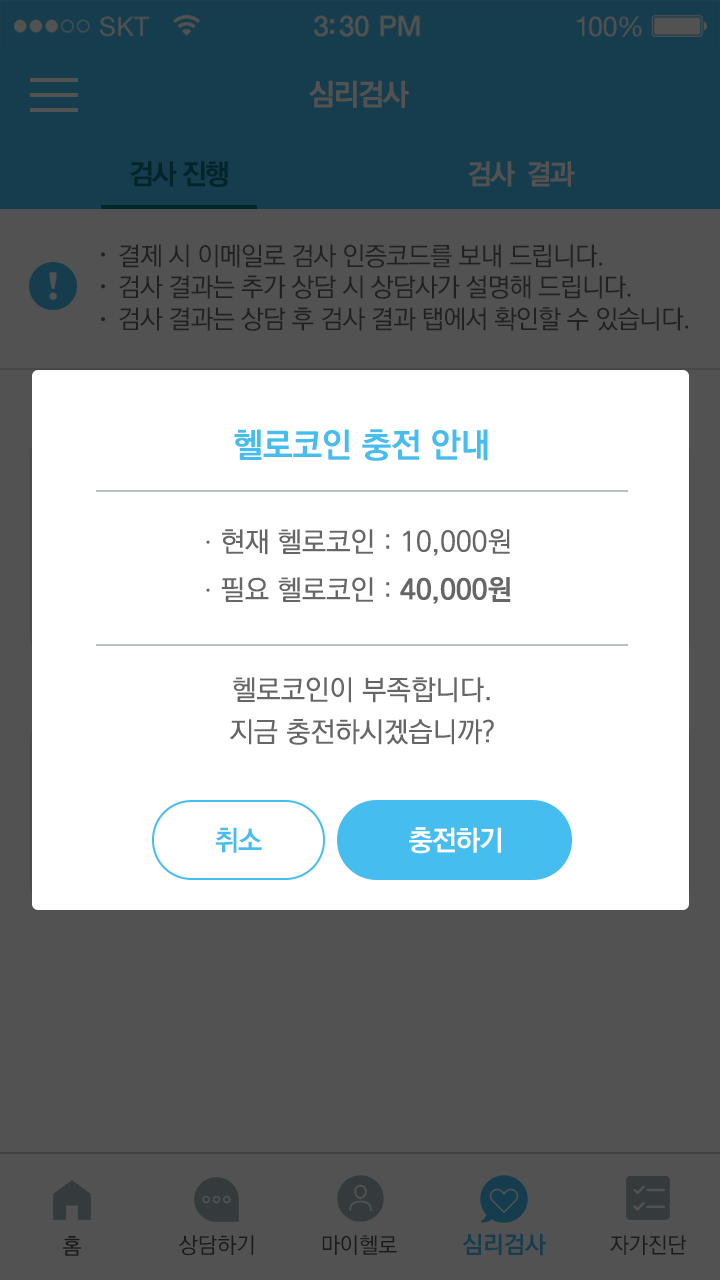 SKT 3:30 PM 100%
심리검사
검사 진행 검사 결과
· 결제 시 이메일로 검사 인증코드를 보내 드립니다.
· 검사 결과는 추가 상담 시 상담사가 설명해 드립니다.
· 검사 결과는 상담 후 검사 결과 탭에서 확인할 수 있습니다.
헬로코인 충전 안내
· 현재 헬로코인 : 10,000원
· 필요 헬로코인 : 40,000원
헬로코인이 부족합니다.
지금 충전하시겠습니까?
취소 충전하기
홈 상담하기 마이헬로 심리검사 자가진단